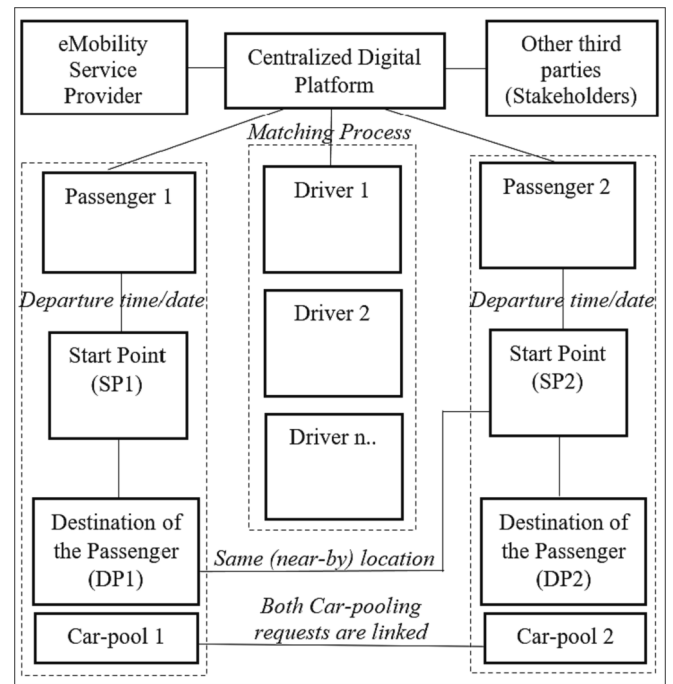 eMobility
Service
Provider
Centralized Digital
Platform
Other third
parties
(Stakeholders)
Matching Process
Passenger 1
Driver 1
Passenger 2
Departure time/date
Departure time/date
Driver 2
Start Point
(SP1)
Start Point
(SP2)
Driver n..
Destination of
the Passenger
(DP1)
Same (near-by) location
Destination of
the Passenger
(DP2)
Both Car-pooling
requests are linked
Car-pool 1
Car-pool 2